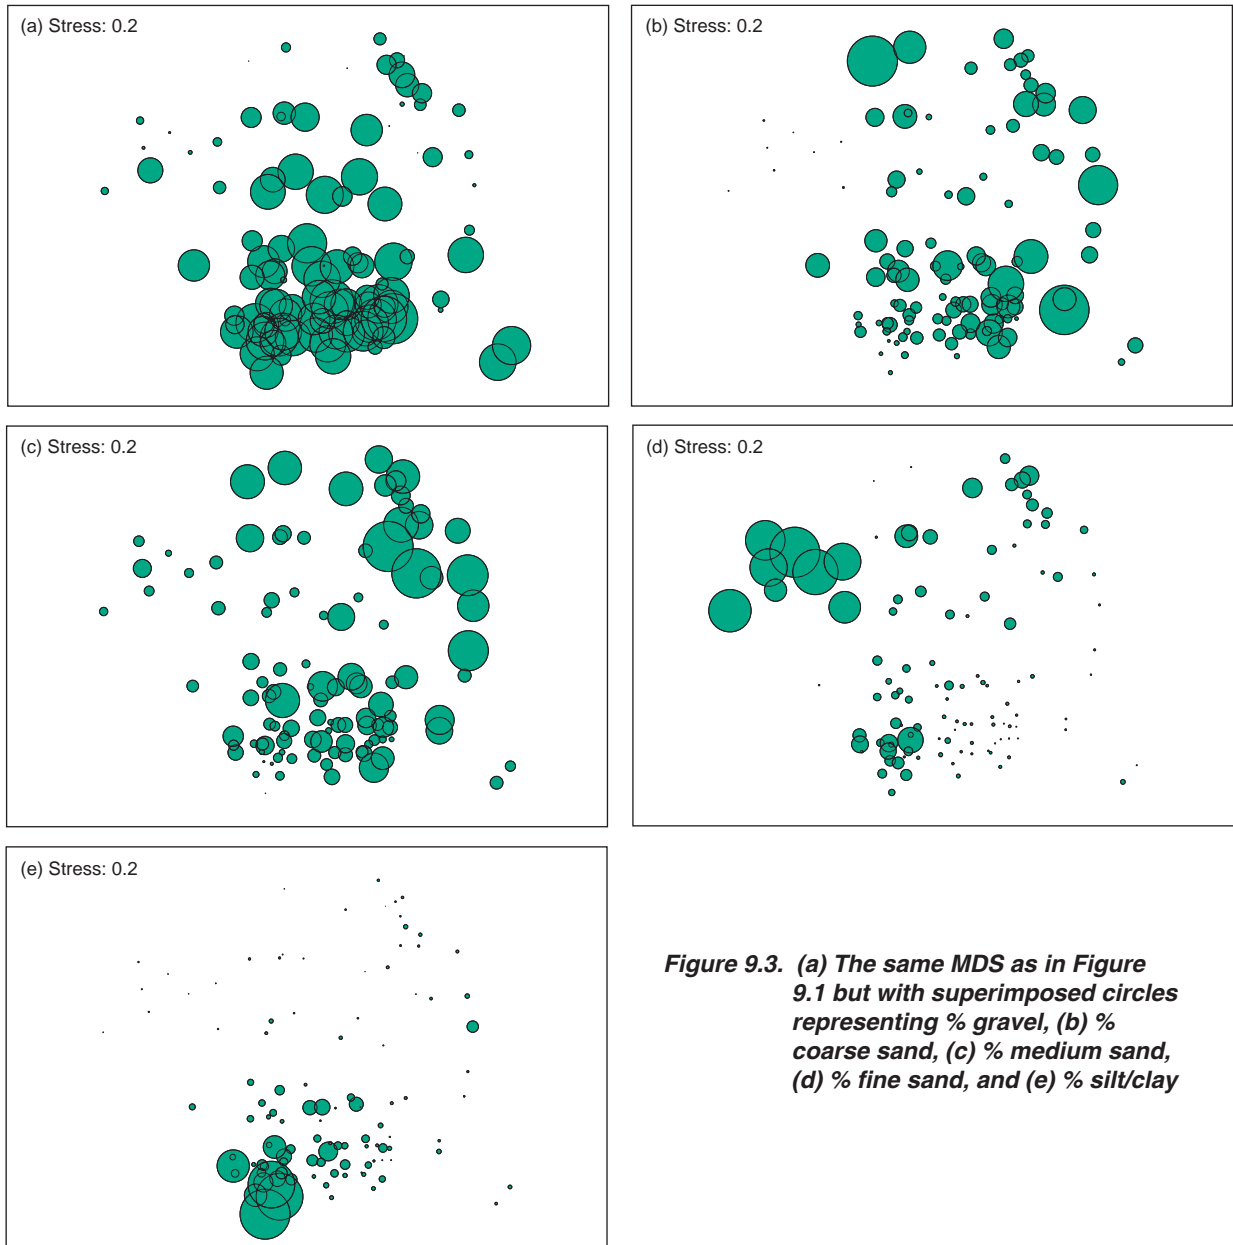 (a) Stress: 0.2
(b) Stress: 0.2
(c) Stress: 0.2
(d) Stress: 0.2
(e) Stress: 0.2
Figure 9.3. (a) The same MDS as in Figure
9.1 but with superimposed circles
representing % gravel, (b) %
coarse sand, (c) % medium sand,
(d) % fine sand, and (e) % silt/clay